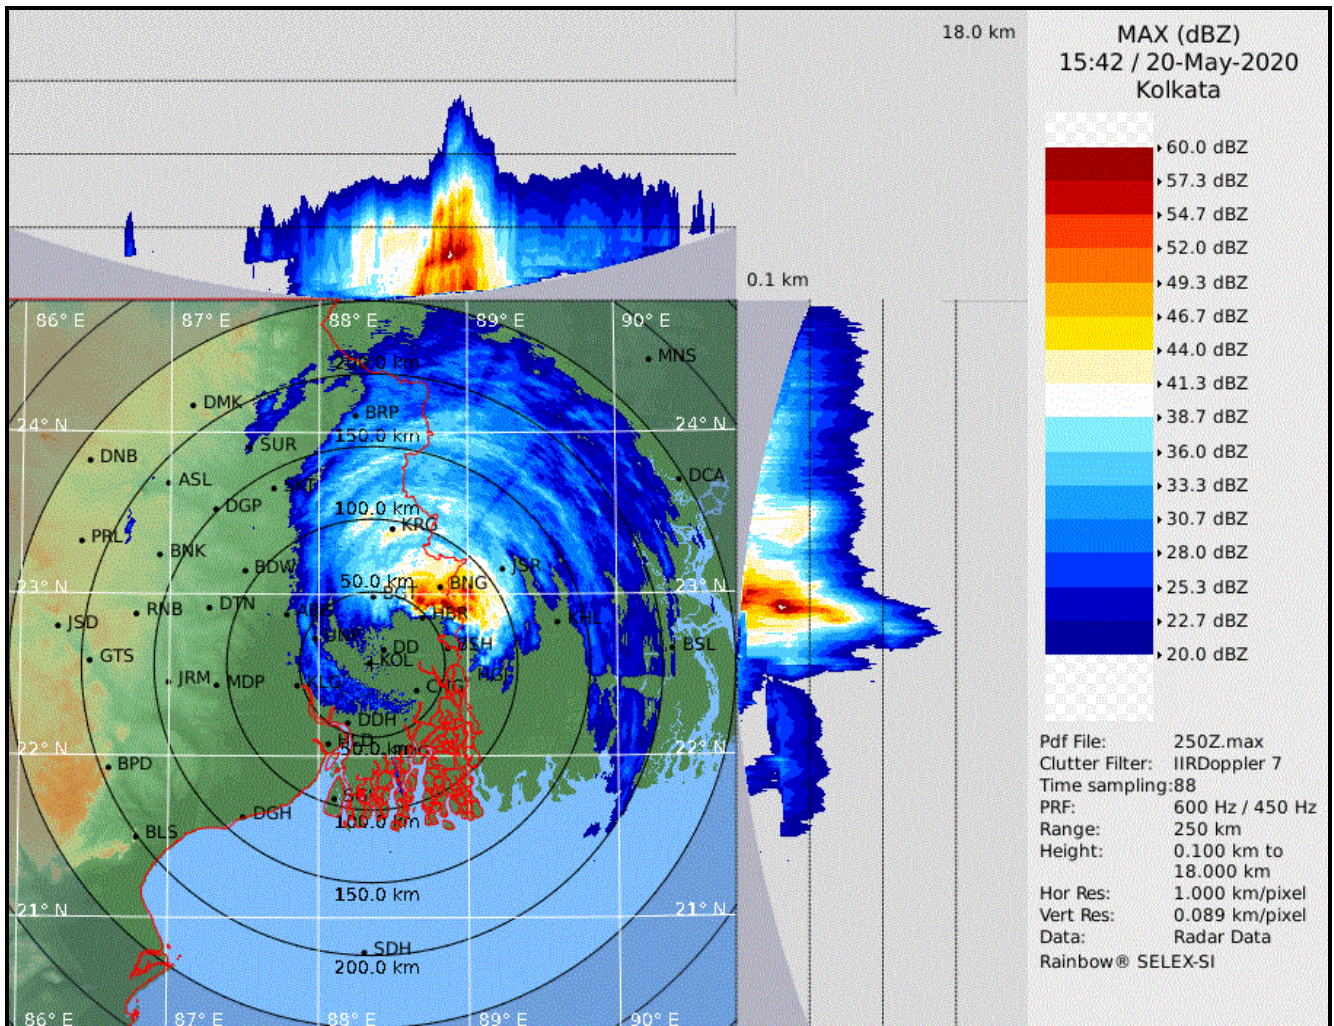 18.0 km
MAX (dBZ)
15:42 / 20-May-2020
Kolkata
60.0 dBZ
57.3 dBZ
54.7 dBZ
52.0 dBZ
49.3 dBZ
46.7 dBZ
44.0 dBZ
41.3 dBZ
38.7 dBZ
36.0 dBZ
33.3 dBZ
30.7 dBZ
28.0 dBZ
25.3 dBZ
22.7 dBZ
20.0 dBZ
0.1 km
86° E 87° E 88° E 89° E 90° E
MNS
200.0 km
DMK
BRP
24° N 24° N
150.0 km
SUR
DNB
DCA
ASL
DGP
100.0 km
KRG
PRL
BNK
JSR
BDW
50.0 km
BNG
23° N 23° N
RNB
DTN
HBR
KHL
JSD
BSL
DD
GTS
KOL
JRM
MDP
KLG
DDH
22° N 22° N
50.0 km
BPD
DGH
100.0 km
BLS
150.0 km
21° N 21° N
SDH
200.0 km
86° E 87° E 88° E 89° E 90° E
Pdf File: 250Z.max
Clutter Filter: IIRDoppler 7
Time sampling:88
PRF: 600 Hz / 450 Hz
Range: 250 km
Height: 0.100 km to
18.000 km
Hor Res: 1.000 km/pixel
Vert Res: 0.089 km/pixel
Data: Radar Data
Rainbow® SELEX-SI